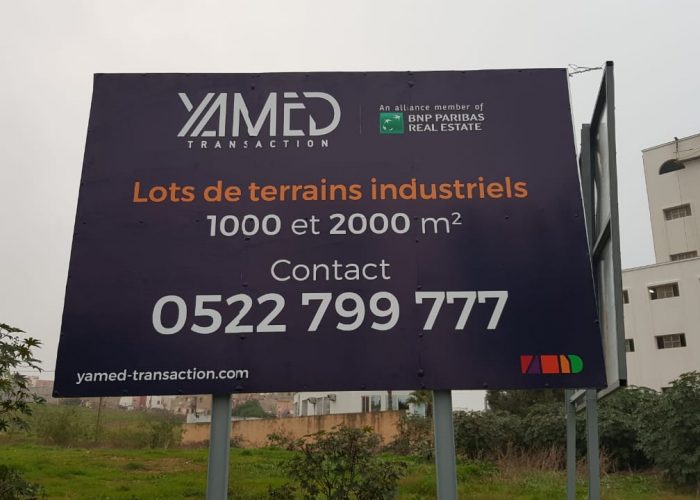 YAMED
TRANSACTION
An alliance member of
BNP PARIBAS
REAL ESTATE
Lots de terrains industriels
1000 et 2000 m²
Contact
0522 799 777
yamed-transaction.com